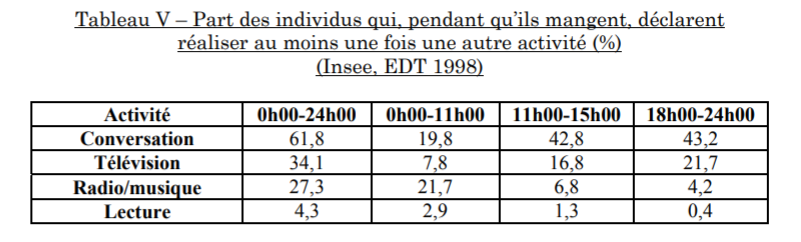 Tableau V – Part des individus qui, pendant qu'ils mangent, déclarent
réaliser au moins une fois une autre activité (%)
(Insee, EDT 1998)
Activité 0h00-24h00 0h00-11h00 11h00-15h00 18h00-24h00
Conversation 61,8 19,8 42,8 43,2
Télévision 34,1 7,8 16,8 21,7
Radio/musique 27,3 21,7 6,8 4,2
Lecture 4,3 2,9 1,3 0,4